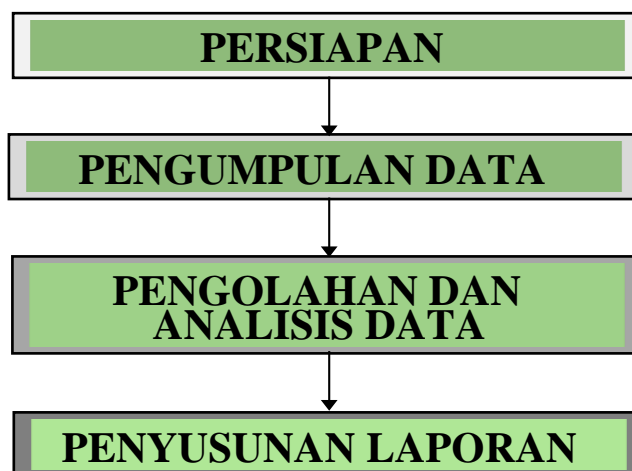 PERSIAPAN
PENGUMPULAN DATA
PENGOLAHAN DAN
ANALISIS DATA
PENYUSUNAN LAPORAN